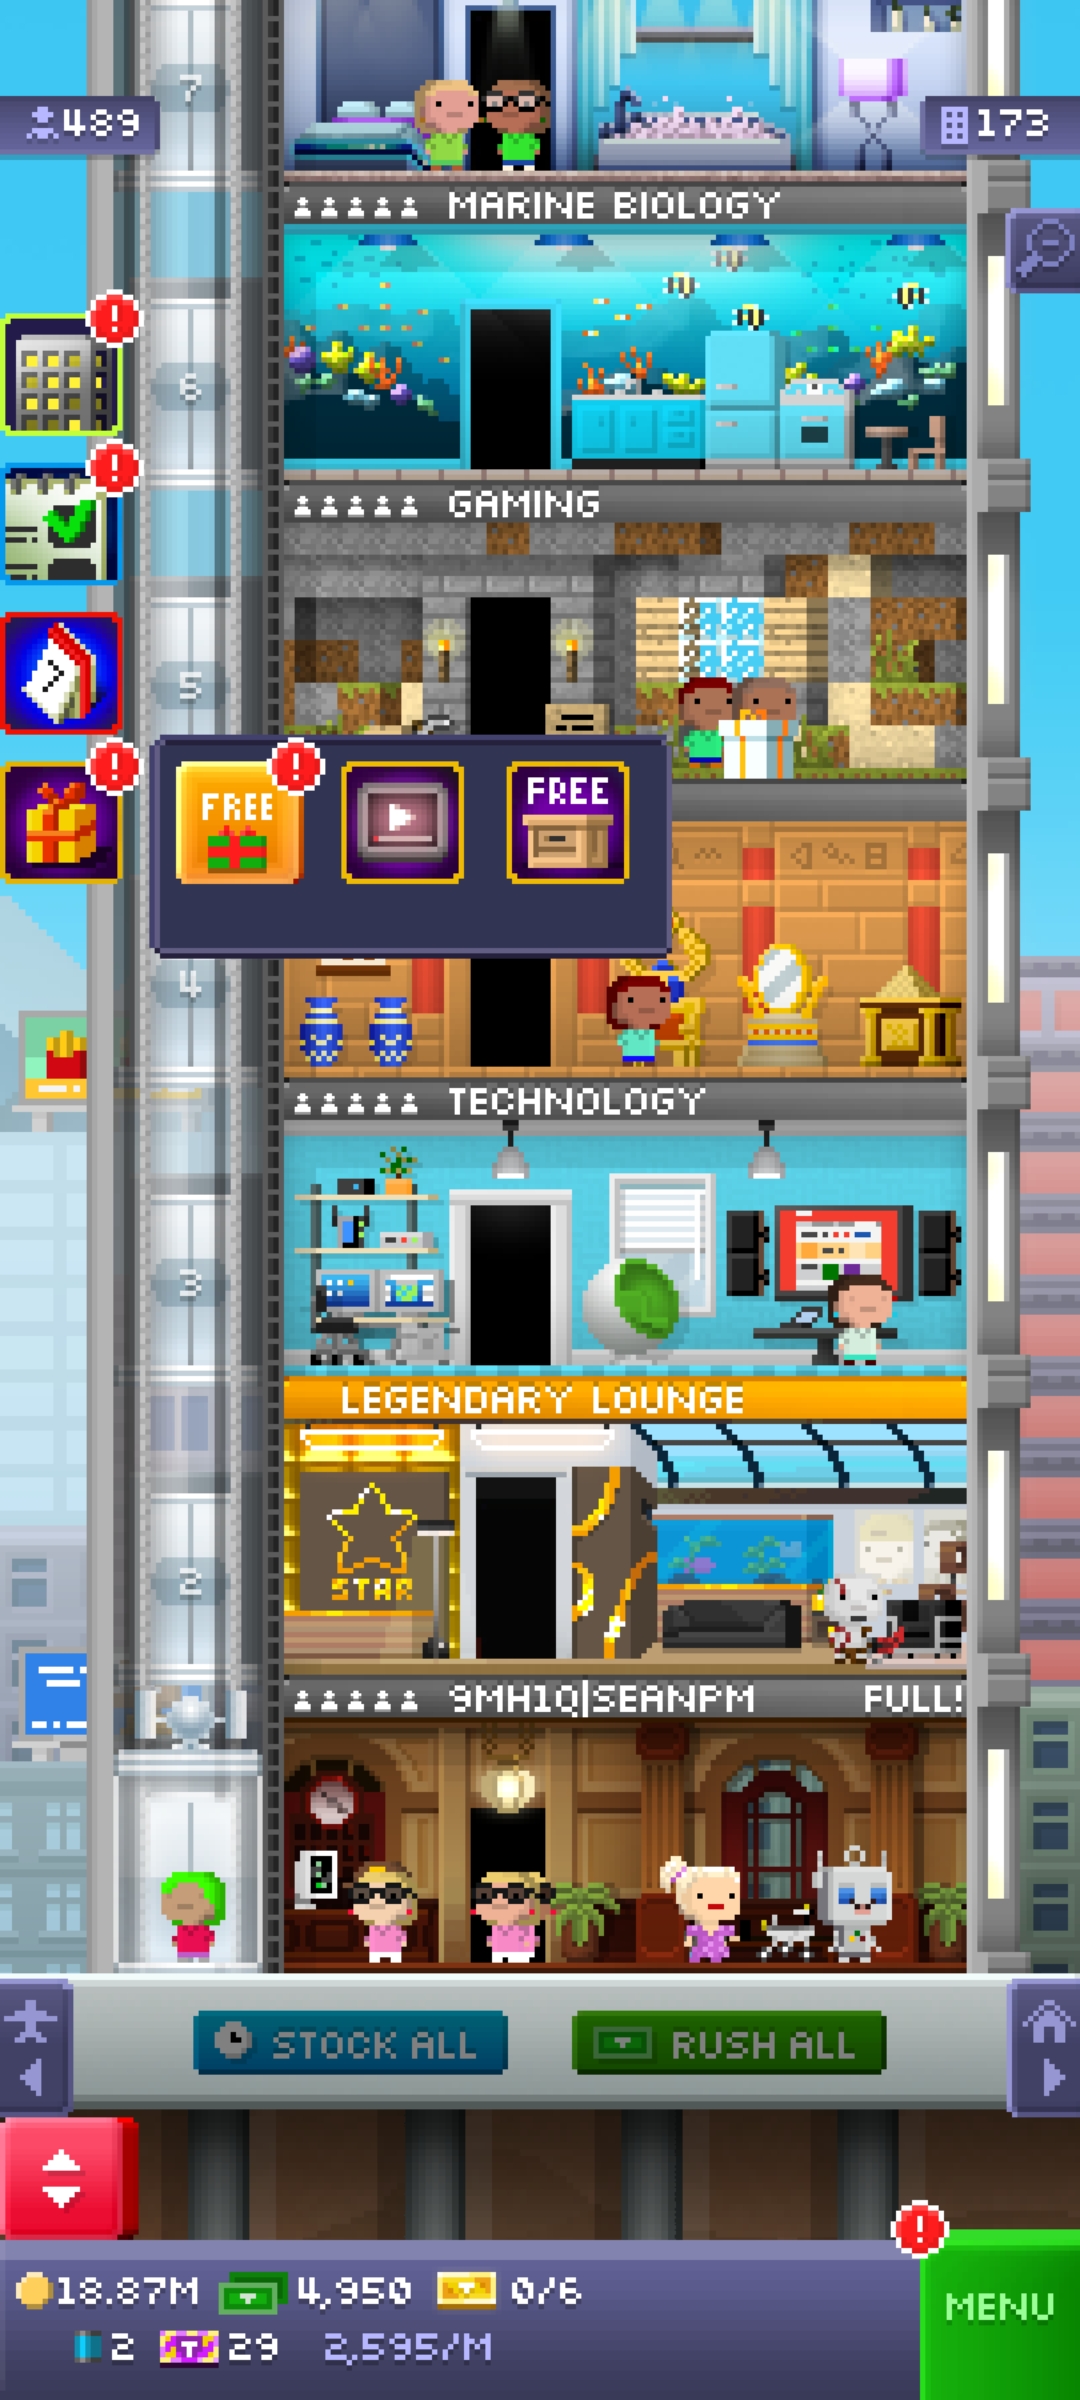 7
489
173
MARINE BIOLOGY
6
GAMING
5
FREE
FREE
4
TECHNOLOGY
3
LEGENDARY LOUNGE
STAR
2
9MH1Q|SEANPM FULL!
STOCK ALL
RUSH ALL
18.87M 4,950 0/6
2 29 2,595/M
MENU